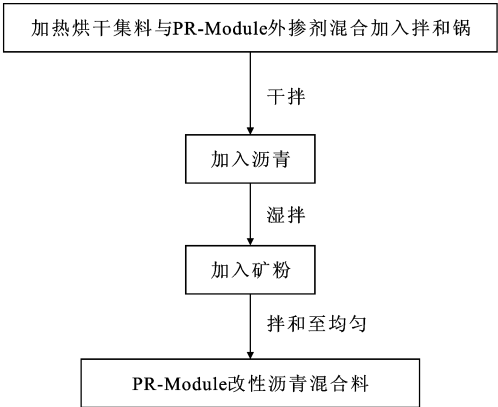 加热烘干集料与PR-Module外掺剂混合加入拌和锅
干拌
加入沥青
湿拌
加入矿粉
拌和至均匀
PR-Module改性沥青混合料